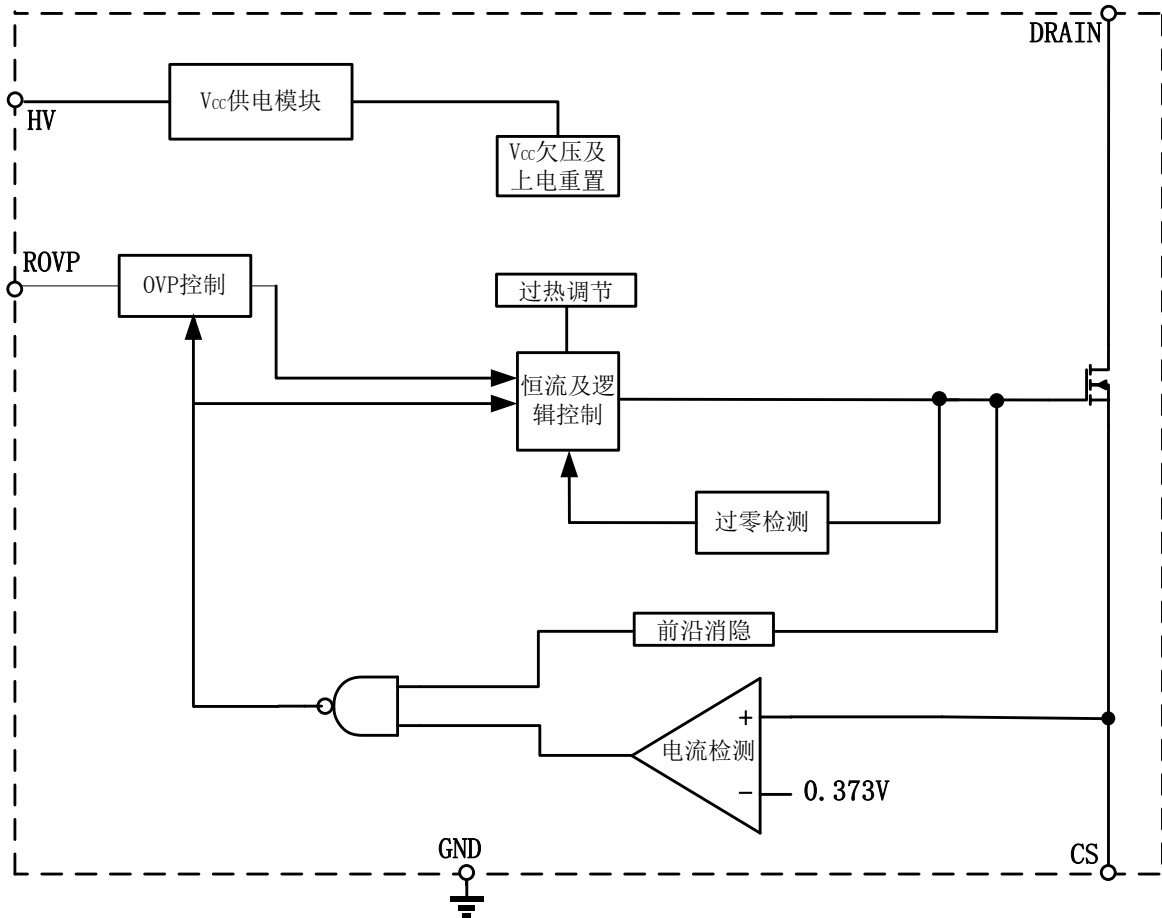 DRAIN
Vcc供电模块
HV
Vcc欠压及
上电重置
ROVP
OVP控制
过热调节
恒流及逻
辑控制
过零检测
前沿消隐
+
电流检测
−
0.373V
GND
CS